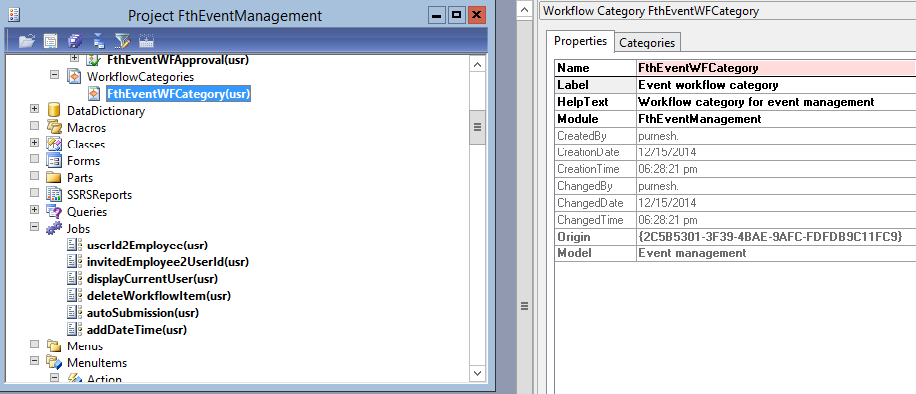 Project FthEventManagement
FthEventWFApproval(usr)
WorkflowCategories
FthEventWFCategory(usr)
DataDictionary
Macros
Classes
Forms
Parts
SSRSReports
Queries
Jobs
userId2Employee(usr)
invitedEmployee2UserId(usr)
displayCurrentUser(usr)
deleteWorkflowItem(usr)
autoSubmission(usr)
addDateTime(usr)
Menus
MenuItems
Action
Workflow Category FthEventWFCategory
Properties Categories
Name FthEventWFCategory
Label Event workflow category
HelpText Workflow category for event management
Module FthEventManagement
CreatedBy purnesh.
CreationDate 12/15/2014
CreationTime 06:28:21 pm
ChangedBy purnesh.
ChangedDate 12/15/2014
ChangedTime 06:28:21 pm
Origin {2C5B5301-3F39-4BAE-9AFC-FDFDB9C11FC9}
Model Event management